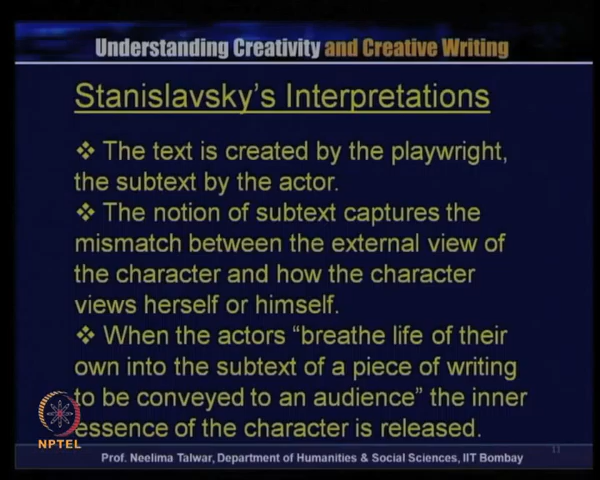 Understanding Creativity and Creative Writing
Stanislavsky's Interpretations
❖ The text is created by the playwright,
the subtext by the actor.
❖ The notion of subtext captures the
mismatch between the external view of
the character and how the character
views herself or himself.
❖ When the actors “breathe life of their
own into the subtext of a piece of writing
to be conveyed to an audience” the inner
essence of the character is released.
NPTEL
11
Prof. Neelima Talwar, Department of Humanities & Social Sciences, IIT Bombay